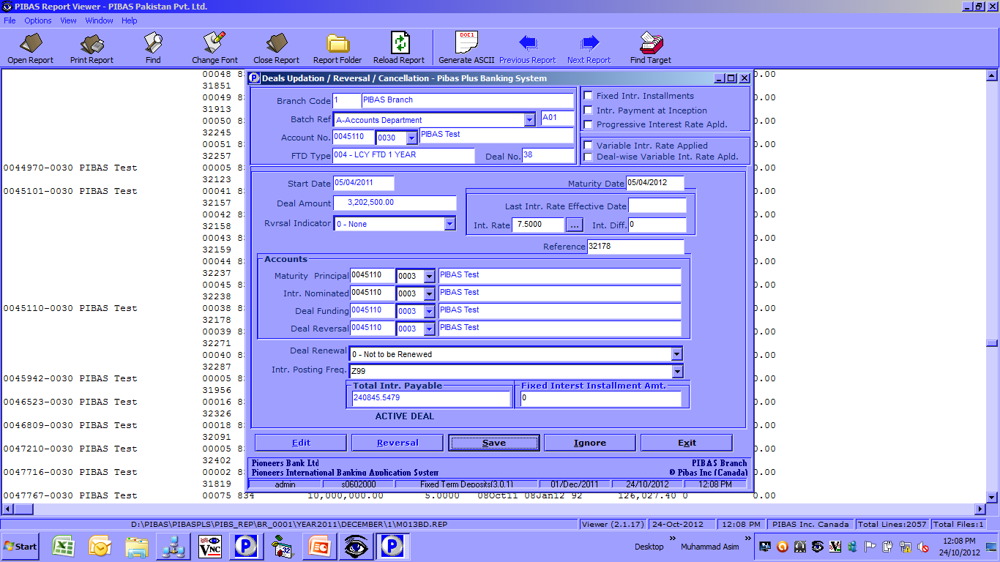 PIBAS Report Viewer - PIBAS Pakistan Pvt. Ltd.
File Options View Window Help
Open Report Print Report Find Change Font Close Report Report Folder Reload Report Generate ASCII Previous Report Next Report Find Target
DOC1
Deals Updation / Reversal / Cancellation - Pibas Plus Banking System
Branch Code 1 PIBAS Branch
Batch Ref A-Accounts Department A01
Account No. 0045110 0030 PIBAS Test
FTD Type 004 - LCY FTD 1 YEAR Deal No. 38
Fixed Intr. Installments
Intr. Payment at Inception
Progressive Interest Rate Apld.
Variable Intr. Rate Applied
Deal-wise Variable Int. Rate Apld.
Start Date 05/04/2011 Maturity Date 05/04/2012
Deal Amount 3,202,500.00 Last Intr. Rate Effective Date
Rvrsal Indicator 0 - None Int. Rate 7.5000 ... Int. Diff. 0
Reference 32178
Accounts
Maturity Principal 0045110 0003 PIBAS Test
Intr. Nominated 0045110 0003 PIBAS Test
Deal Funding 0045110 0003 PIBAS Test
Deal Reversal 0045110 0003 PIBAS Test
Deal Renewal 0 - Not to be Renewed
Intr. Posting Freq. Z99
Total Intr. Payable Fixed Interst Installment Amt.
240845.5479 0
ACTIVE DEAL
Edit Reversal Save Ignore Exit
Pioneers Bank Ltd PIBAS Branch
Pioneers International Banking Application System © Pibas Inc (Canada)
admin s0602000 Fixed Term Deposits(3.0.1) 01/Dec/2011 24/10/2012 12:08 PM
00048 8 0.00
31851
00049 8 0.00
31913
00050 8 0.00
32245
00051 8 0.00
32257
0044970-0030 PIBAS Test 00005 8 0.00
32123
0045101-0030 PIBAS Test 00041 8 0.00
32157
00042 8 0.00
32158
00043 8 0.00
32159
00044 8 0.00
32237
00045 8 0.00
32238
0045110-0030 PIBAS Test 00038 8 0.00
32178
00039 8 0.00
32271
00040 8 0.00
32287
0045942-0030 PIBAS Test 00005 8 0.00
31956
0046523-0030 PIBAS Test 00016 8 0.00
32326
0046809-0030 PIBAS Test 00018 8 0.00
32091
0047210-0030 PIBAS Test 00005 8 0.00
32402
0047716-0030 PIBAS Test 00002 8 0.00
31819
0047767-0030 PIBAS Test 00075 834 10,000,000.00 5.0000 08Oct11 08Jan12 92 126,027.40 0 0.00
D:\PIBAS\PIBASPLS\PIBS_REP\BR_0001\YEAR2011\DECEMBER\1\M013BD.REP Viewer (2.1.17) 24-Oct-2012 12:08 PM PIBAS Inc. Canada Total Lines:2057 Total Files:1
Start Desktop Muhammad Asim 12:08 PM
24/10/2012